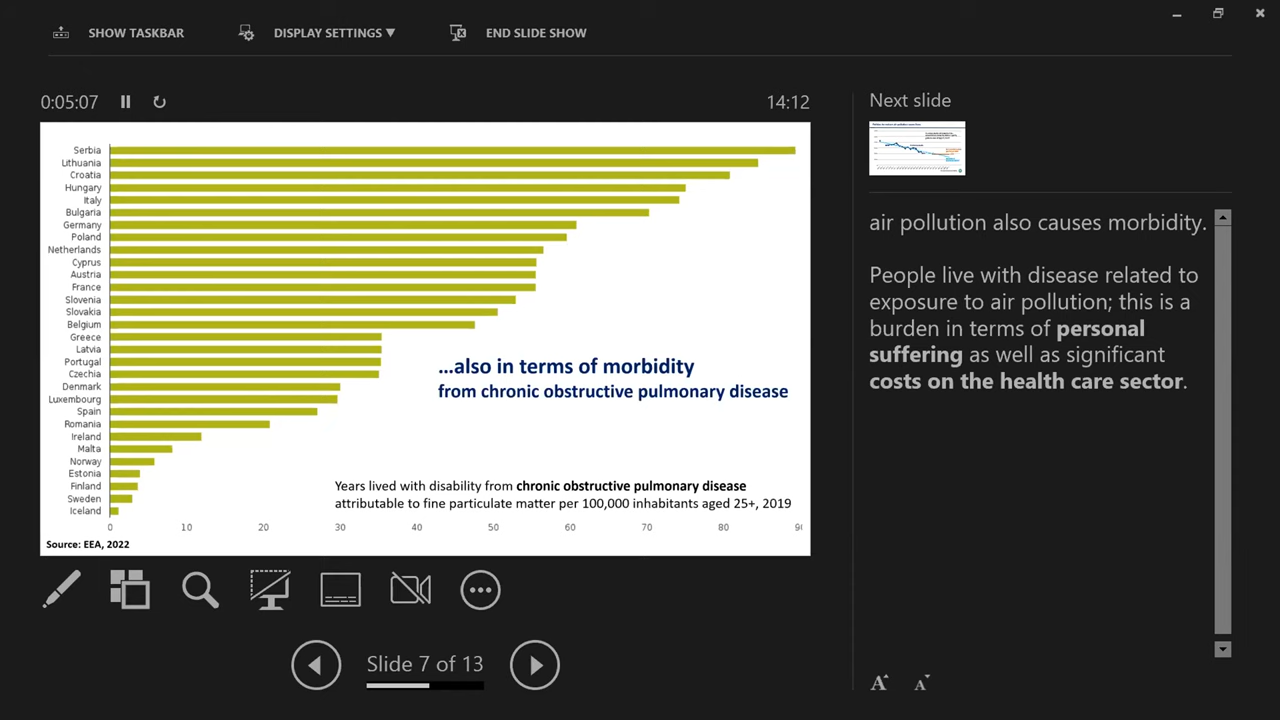 SHOW TASKBAR
DISPLAY SETTINGS ▼
END SLIDE SHOW
0:05:07
14:12
Next slide
Serbia
Lithuania
Croatia
Hungary
Italy
Bulgaria
Germany
Poland
Netherlands
Cyprus
Austria
France
Slovenia
Slovakia
Belgium
Greece
Latvia
Portugal
Czechia
Denmark
Luxembourg
Spain
Romania
Ireland
Malta
Norway
Estonia
Finland
Sweden
Iceland
0 10 20 30 40 50 60 70 80
...also in terms of morbidity
from chronic obstructive pulmonary disease
Years lived with disability from chronic obstructive pulmonary disease
attributable to fine particulate matter per 100,000 inhabitants aged 25+, 2019
Source: EEA, 2022
air pollution also causes morbidity.
People live with disease related to
exposure to air pollution; this is a
burden in terms of personal
suffering as well as significant
costs on the health care sector.
Slide 7 of 13
A A